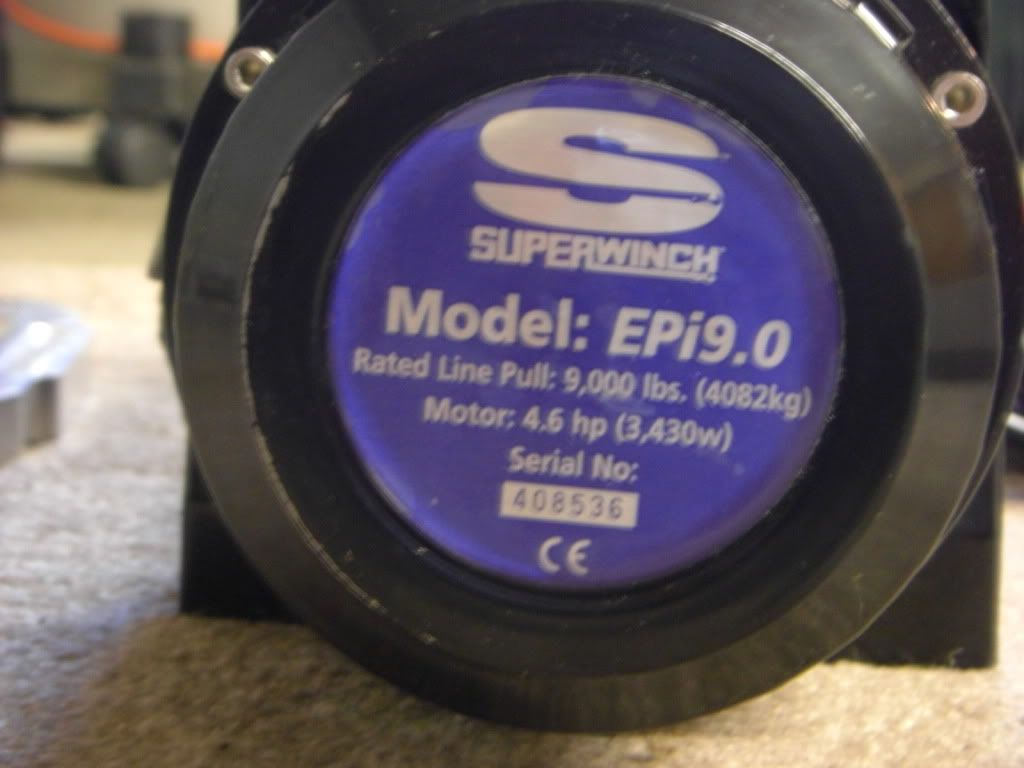 S
SUPERWINCH
Model: EPi9.0
Rated Line Pull: 9,000 lbs. (4082kg)
Motor: 4.6 hp (3,430w)
Serial No:
408536
CE